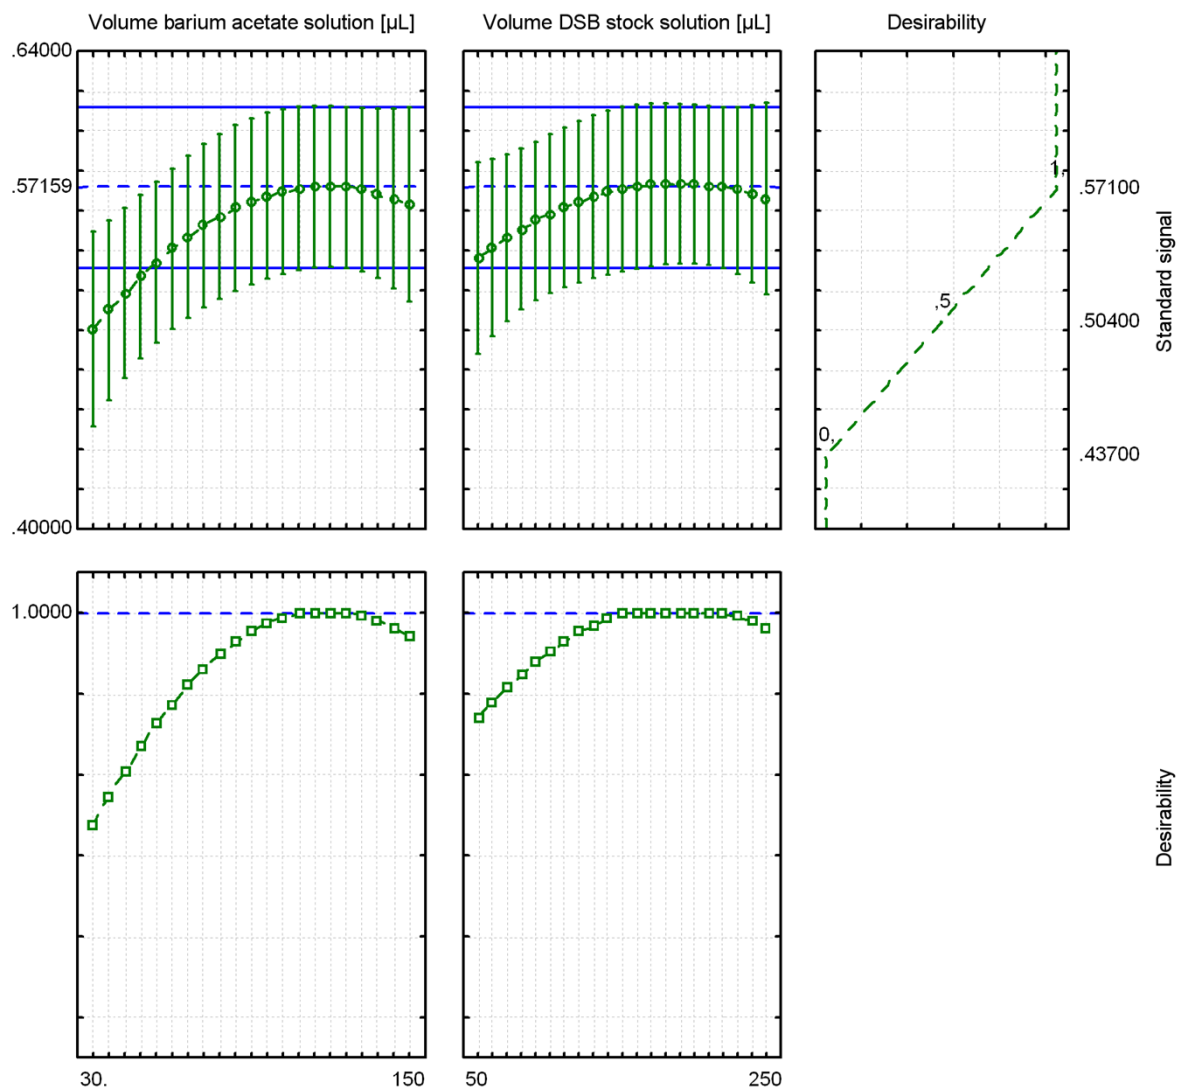 Volume barium acetate solution [µL]
Volume DSB stock solution [µL]
Desirability
.64000
.57159
.40000
1,
,5
0,
.57100
.50400
.43700
Standard signal
1.0000
Desirability
30.
150
50
250